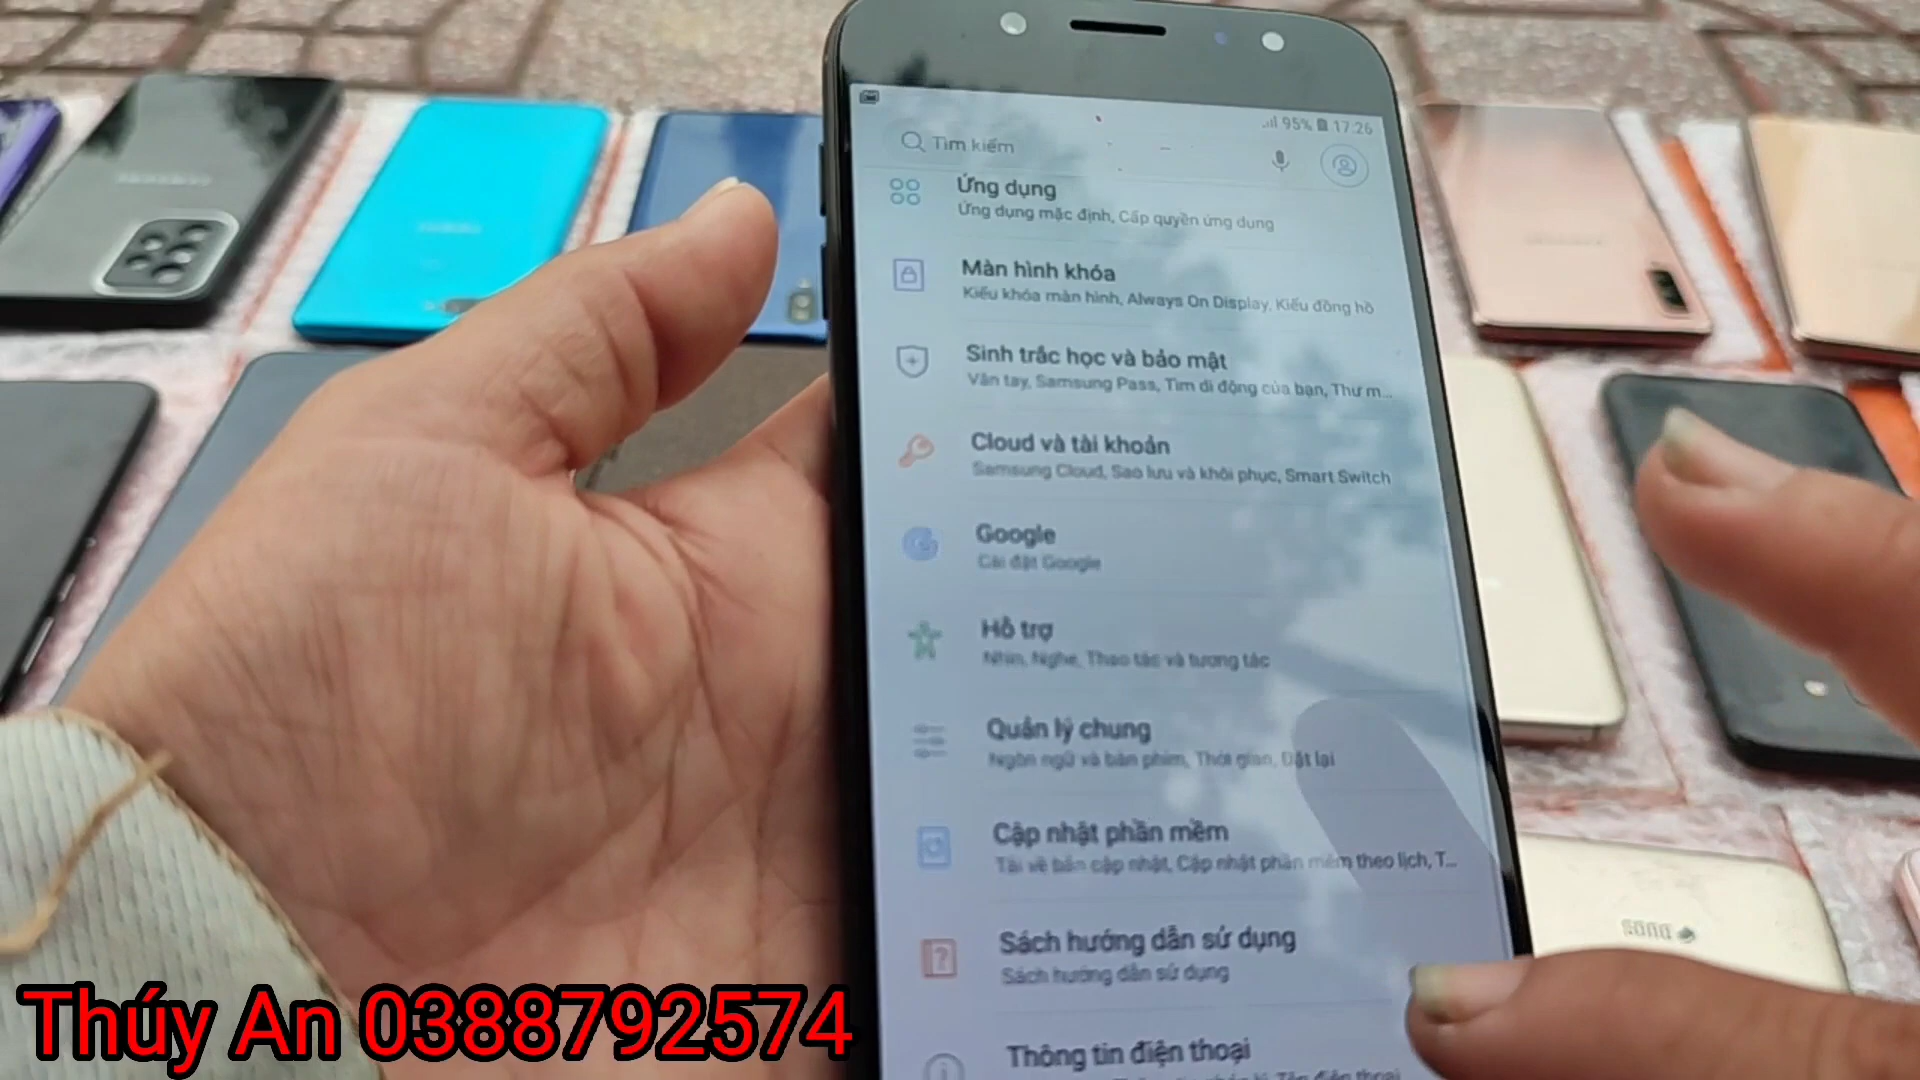 95% 17:26
Tìm kiếm
Ứng dụng
Ứng dụng mặc định, Cấp quyền ứng dụng
Màn hình khóa
Kiểu khóa màn hình, Always On Display, Kiểu đồng hồ
Sinh trắc học và bảo mật
Vân tay, Samsung Pass, Tìm di động của bạn, Thư m...
Cloud và tài khoản
Samsung Cloud, Sao lưu và khôi phục, Smart Switch
Google
Cài đặt Google
Hỗ trợ
Nhìn, Nghe, Thao tác và tương tác
Quản lý chung
Ngôn ngữ và bàn phím, Thời gian, Đặt lại
Cập nhật phần mềm
Tải về bản cập nhật, Cập nhật phần mềm theo lịch, T...
Sách hướng dẫn sử dụng
Sách hướng dẫn sử dụng
Thông tin điện thoại
Thúy An 0388792574